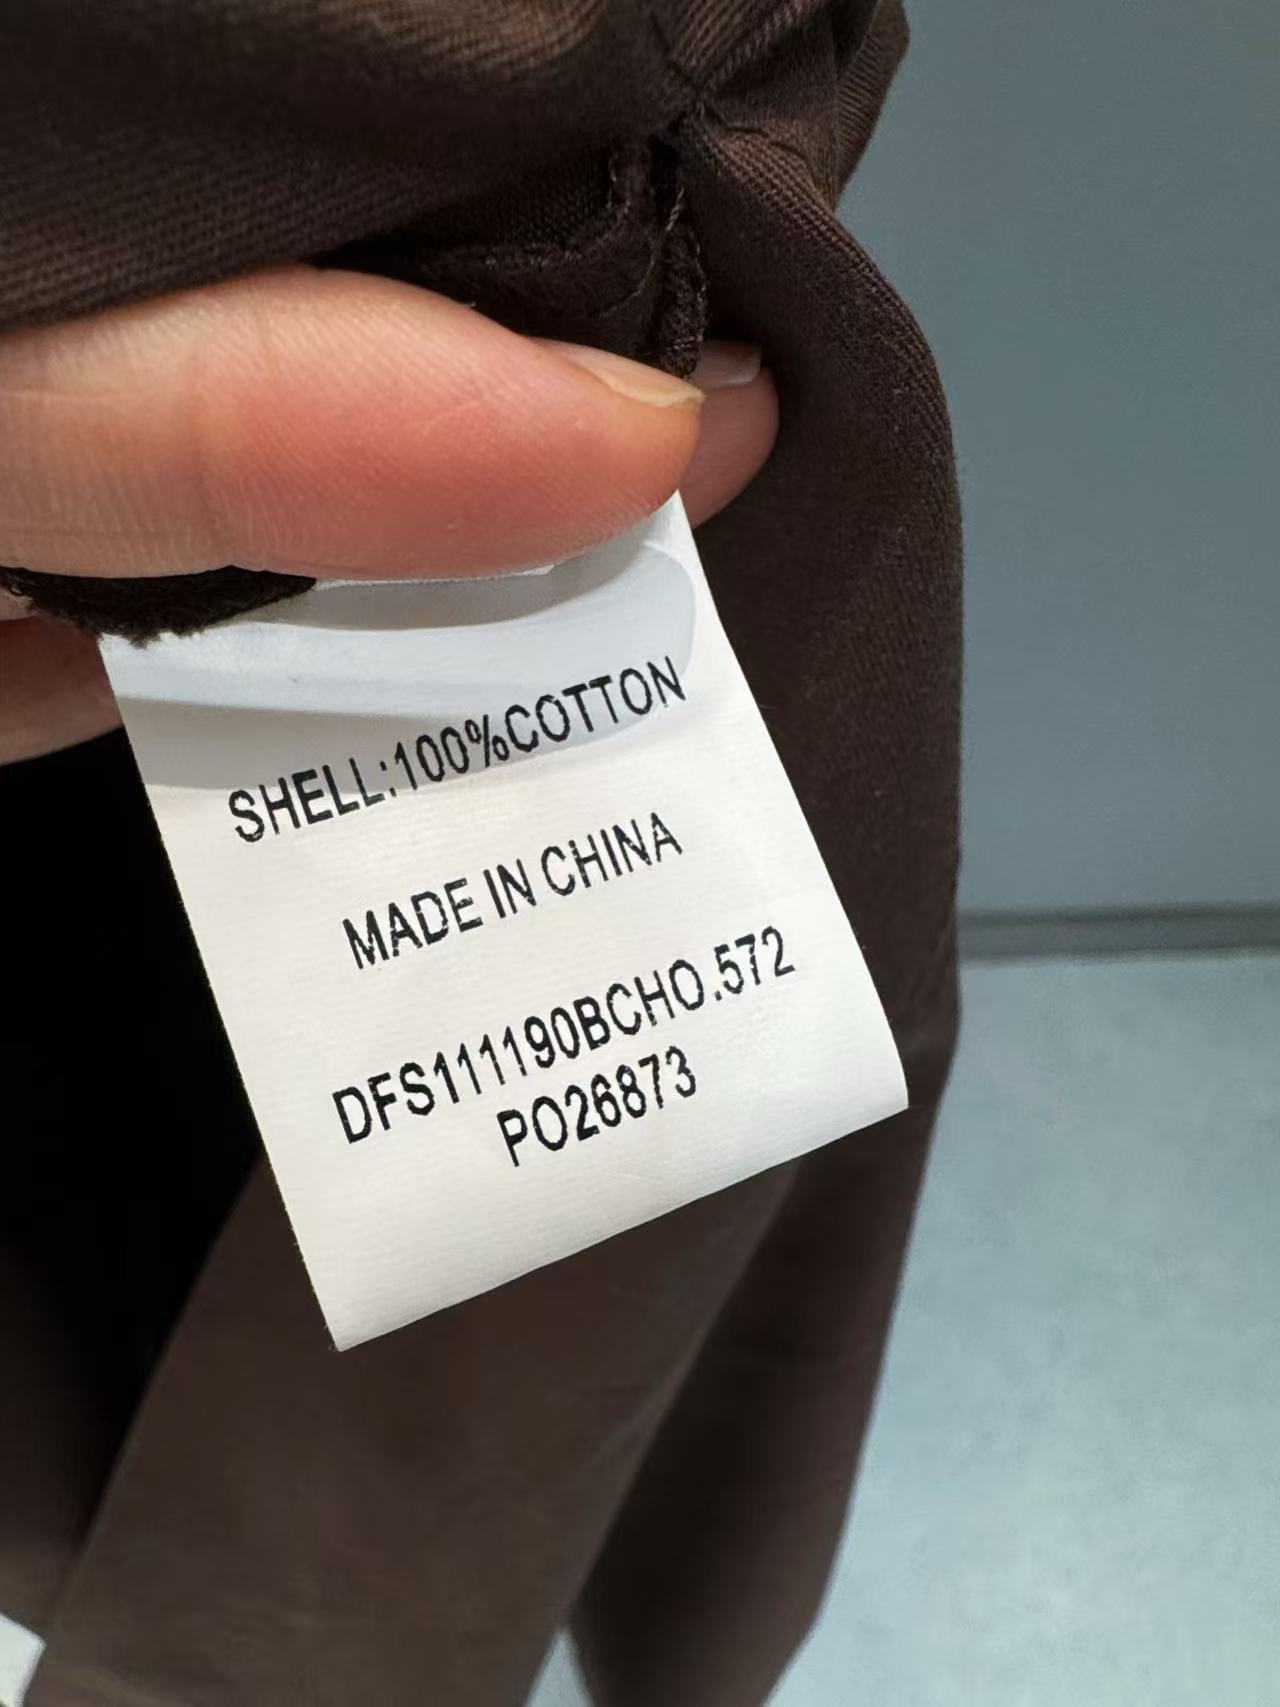 SHELL:100%COTTON
MADE IN CHINA
DFS111190BCHO.572
PO26873